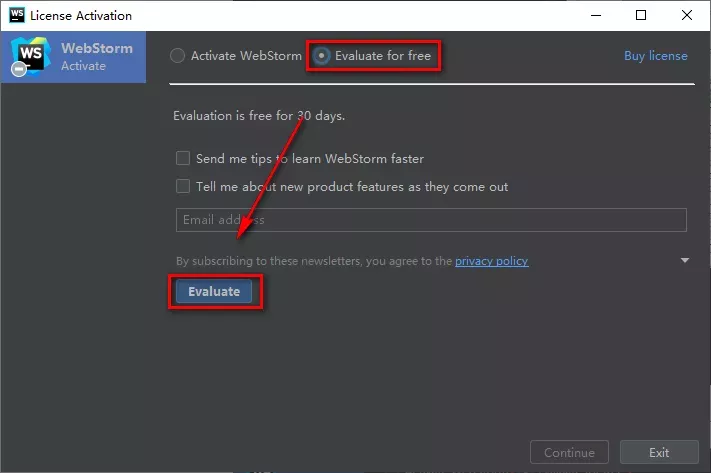 WS License Activation
WS WebStorm
Activate
Activate WebStorm Evaluate for free Buy license
Evaluation is free for 30 days.
Send me tips to learn WebStorm faster
Tell me about new product features as they come out
Email address
By subscribing to these newsletters, you agree to the privacy policy
Evaluate
Continue Exit